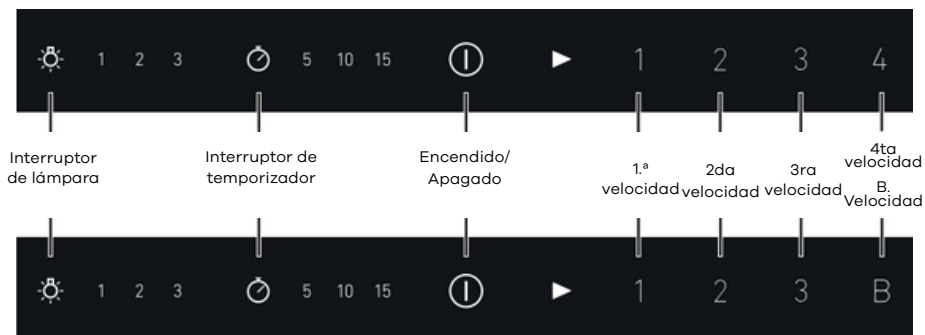 1 2 3 5 10 15 1 2 3 4
Interruptor
de lámpara
Interruptor de
temporizador
Encendido/
Apagado
1.ª
velocidad
2da
velocidad
3ra
velocidad
4ta
velocidad
B.
Velocidad
1 2 3 5 10 15 1 2 3 B